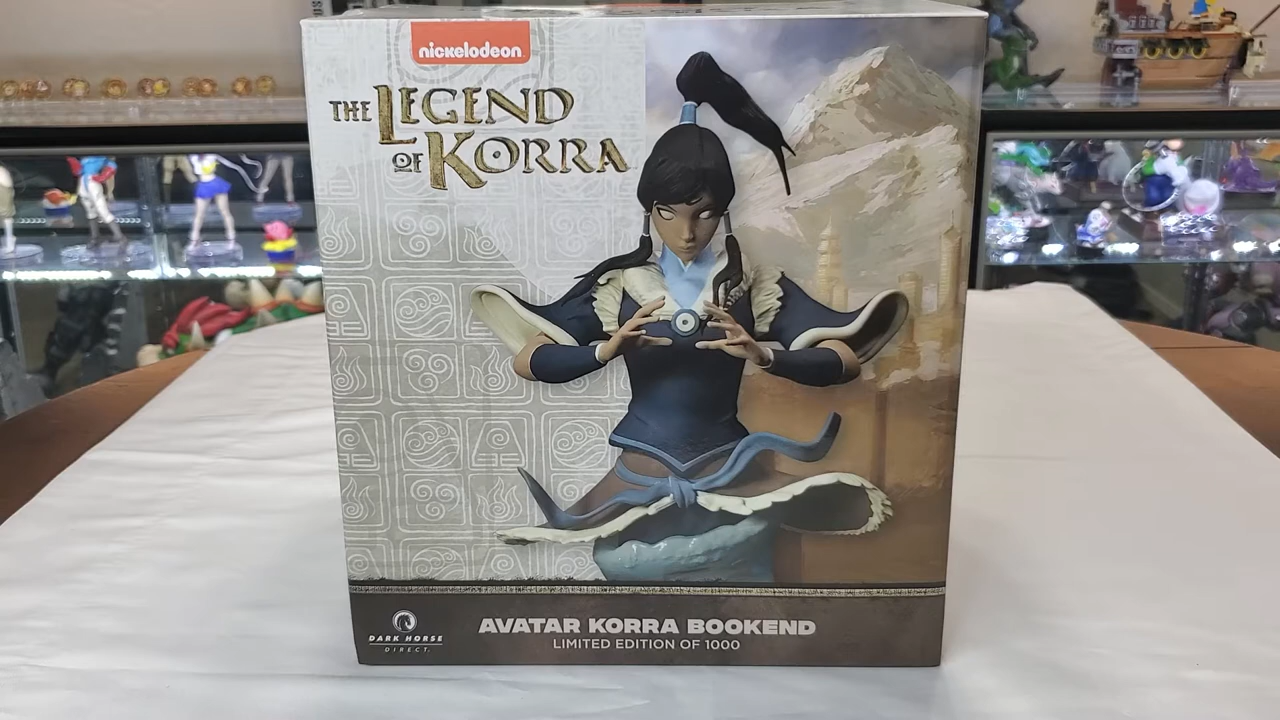 nickelodeon
THE LEGEND
OF KORRA
DARK HORSE
DIRECT.
AVATAR KORRA BOOKEND
LIMITED EDITION OF 1000